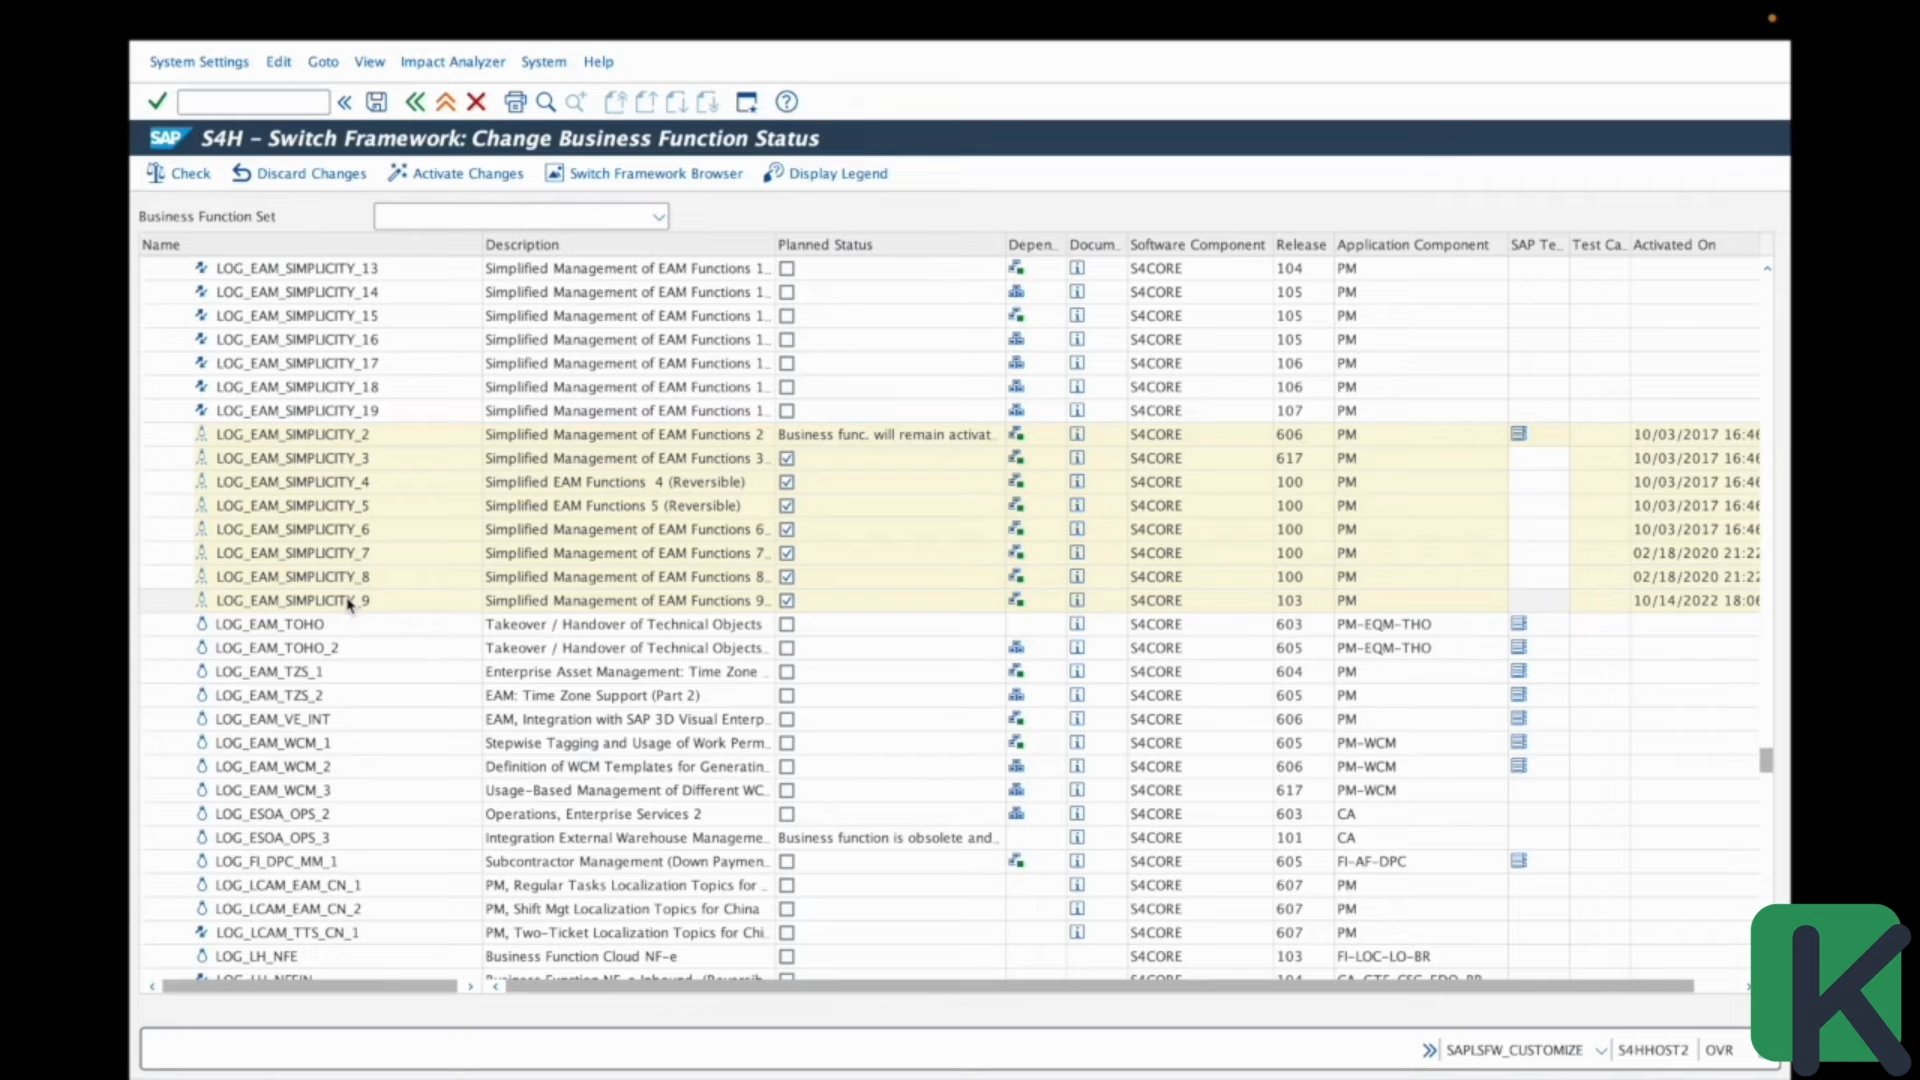 System Settings Edit Goto View Impact Analyzer System Help
SAP S4H – Switch Framework: Change Business Function Status
Check Discard Changes Activate Changes Switch Framework Browser Display Legend
Business Function Set
Name Description Planned Status Depen.. Docum.. Software Component Release Application Component SAP Te... Test Ca.. Activated On
LOG_EAM_SIMPLICITY_13 Simplified Management of EAM Functions 1.. S4CORE 104 PM
LOG_EAM_SIMPLICITY_14 Simplified Management of EAM Functions 1.. S4CORE 105 PM
LOG_EAM_SIMPLICITY_15 Simplified Management of EAM Functions 1.. S4CORE 105 PM
LOG_EAM_SIMPLICITY_16 Simplified Management of EAM Functions 1.. S4CORE 105 PM
LOG_EAM_SIMPLICITY_17 Simplified Management of EAM Functions 1.. S4CORE 106 PM
LOG_EAM_SIMPLICITY_18 Simplified Management of EAM Functions 1.. S4CORE 106 PM
LOG_EAM_SIMPLICITY_19 Simplified Management of EAM Functions 1.. S4CORE 107 PM
LOG_EAM_SIMPLICITY_2 Simplified Management of EAM Functions 2 Business func. will remain activat.. S4CORE 606 PM 10/03/2017 16:46
LOG_EAM_SIMPLICITY_3 Simplified Management of EAM Functions 3.. S4CORE 617 PM 10/03/2017 16:46
LOG_EAM_SIMPLICITY_4 Simplified EAM Functions 4 (Reversible) S4CORE 100 PM 10/03/2017 16:46
LOG_EAM_SIMPLICITY_5 Simplified EAM Functions 5 (Reversible) S4CORE 100 PM 10/03/2017 16:46
LOG_EAM_SIMPLICITY_6 Simplified Management of EAM Functions 6.. S4CORE 100 PM 10/03/2017 16:46
LOG_EAM_SIMPLICITY_7 Simplified Management of EAM Functions 7.. S4CORE 100 PM 02/18/2020 21:22
LOG_EAM_SIMPLICITY_8 Simplified Management of EAM Functions 8.. S4CORE 100 PM 02/18/2020 21:22
LOG_EAM_SIMPLICITY_9 Simplified Management of EAM Functions 9.. S4CORE 103 PM 10/14/2022 18:06
LOG_EAM_TOHO Takeover / Handover of Technical Objects S4CORE 603 PM-EQM-THO
LOG_EAM_TOHO_2 Takeover / Handover of Technical Objects.. S4CORE 605 PM-EQM-THO
LOG_EAM_TZS_1 Enterprise Asset Management: Time Zone .. S4CORE 604 PM
LOG_EAM_TZS_2 EAM: Time Zone Support (Part 2) S4CORE 605 PM
LOG_EAM_VE_INT EAM, Integration with SAP 3D Visual Enterp.. S4CORE 606 PM
LOG_EAM_WCM_1 Stepwise Tagging and Usage of Work Perm.. S4CORE 605 PM-WCM
LOG_EAM_WCM_2 Definition of WCM Templates for Generatin.. S4CORE 606 PM-WCM
LOG_EAM_WCM_3 Usage-Based Management of Different WC.. S4CORE 617 PM-WCM
LOG_ESOA_OPS_2 Operations, Enterprise Services 2 S4CORE 603 CA
LOG_ESOA_OPS_3 Integration External Warehouse Manageme.. Business function is obsolete and.. S4CORE 101 CA
LOG_FI_DPC_MM_1 Subcontractor Management (Down Paymen.. S4CORE 605 FI-AF-DPC
LOG_LCAM_EAM_CN_1 PM, Regular Tasks Localization Topics for .. S4CORE 607 PM
LOG_LCAM_EAM_CN_2 PM, Shift Mgt Localization Topics for China S4CORE 607 PM
LOG_LCAM_TTS_CN_1 PM, Two-Ticket Localization Topics for Chi.. S4CORE 607 PM
LOG_LH_NFE Business Function Cloud NF-e S4CORE 103 FI-LOC-LO-BR
SAPLSFW_CUSTOMIZE S4HHOST2 OVR
K